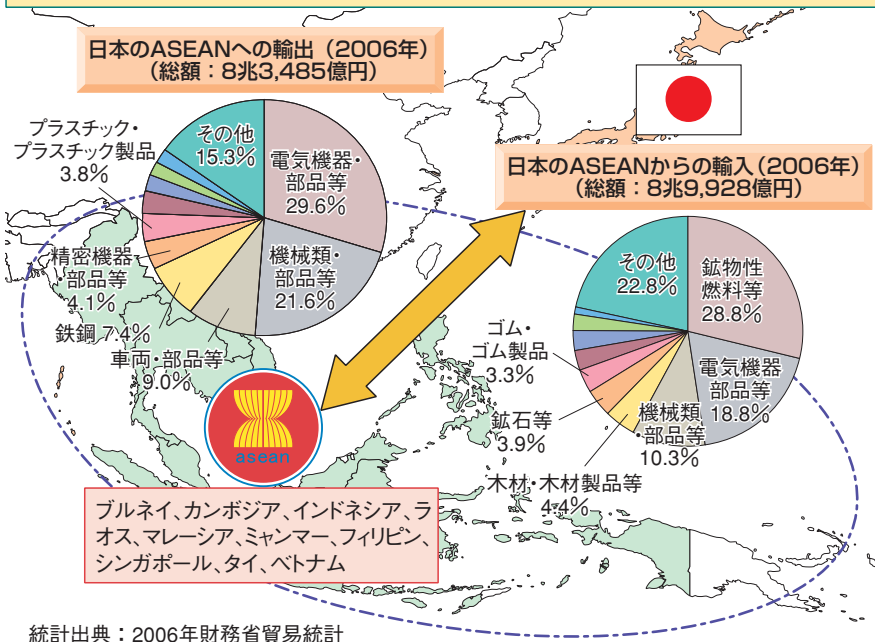 日本のASEANへの輸出（2006年）
（総額：8兆3,485億円）
プラスチック・
プラスチック製品
3.8％
その他
15.3％
電気機器・
部品等
29.6％
機械類・
部品等
21.6％
精密機器・
部品等
4.1％
鉄鋼 7.4％
車両・部品等
9.0％
日本のASEANからの輸入（2006年）
（総額：8兆9,928億円）
その他
22.8％
鉱物性
燃料等
28.8％
電気機器
部品等
18.8％
機械類
・部品等
10.3％
ゴム・
ゴム製品
3.3％
鉱石等
3.9％
木材・木材製品等
4.4％
asean
ブルネイ、カンボジア、インドネシア、ラ
オス、マレーシア、ミャンマー、フィリピン、
シンガポール、タイ、ベトナム
統計出典：2006年財務省貿易統計